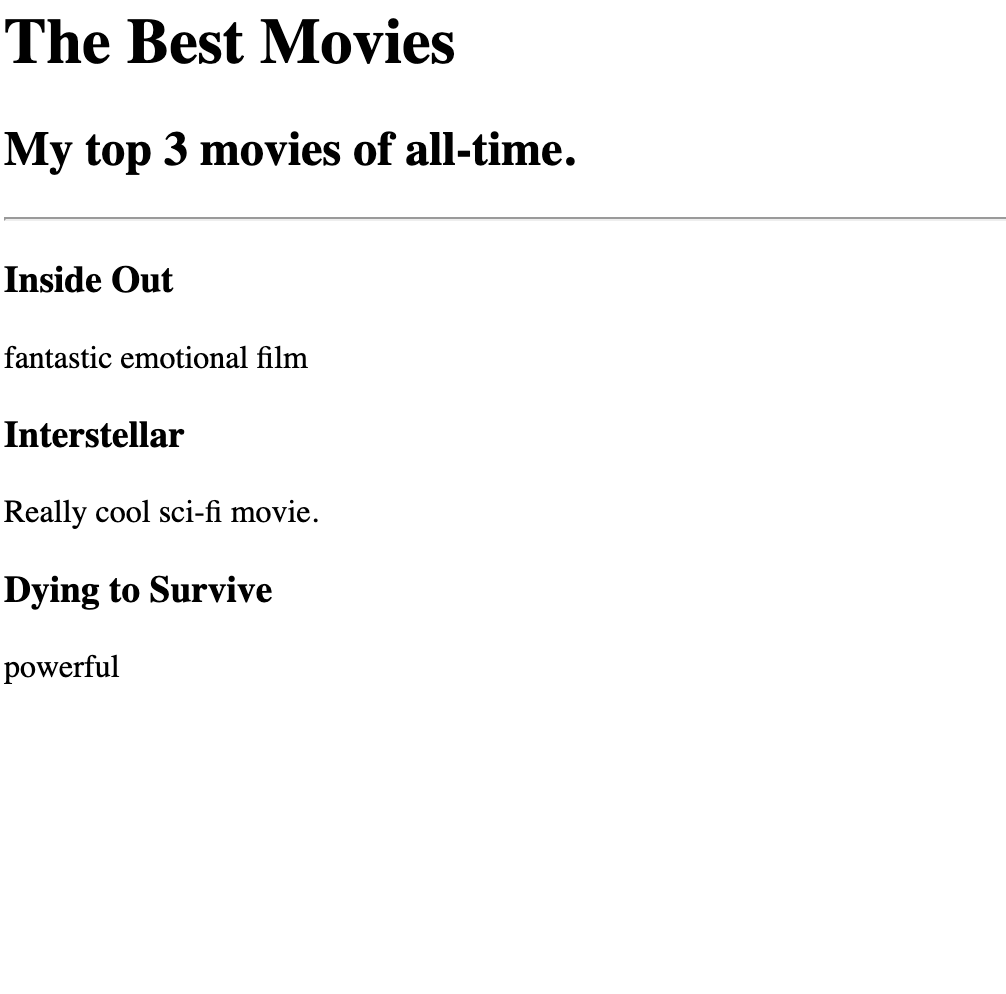 The Best Movies
My top 3 movies of all-time.
Inside Out
fantastic emotional film
Interstellar
Really cool sci-fi movie.
Dying to Survive
powerful